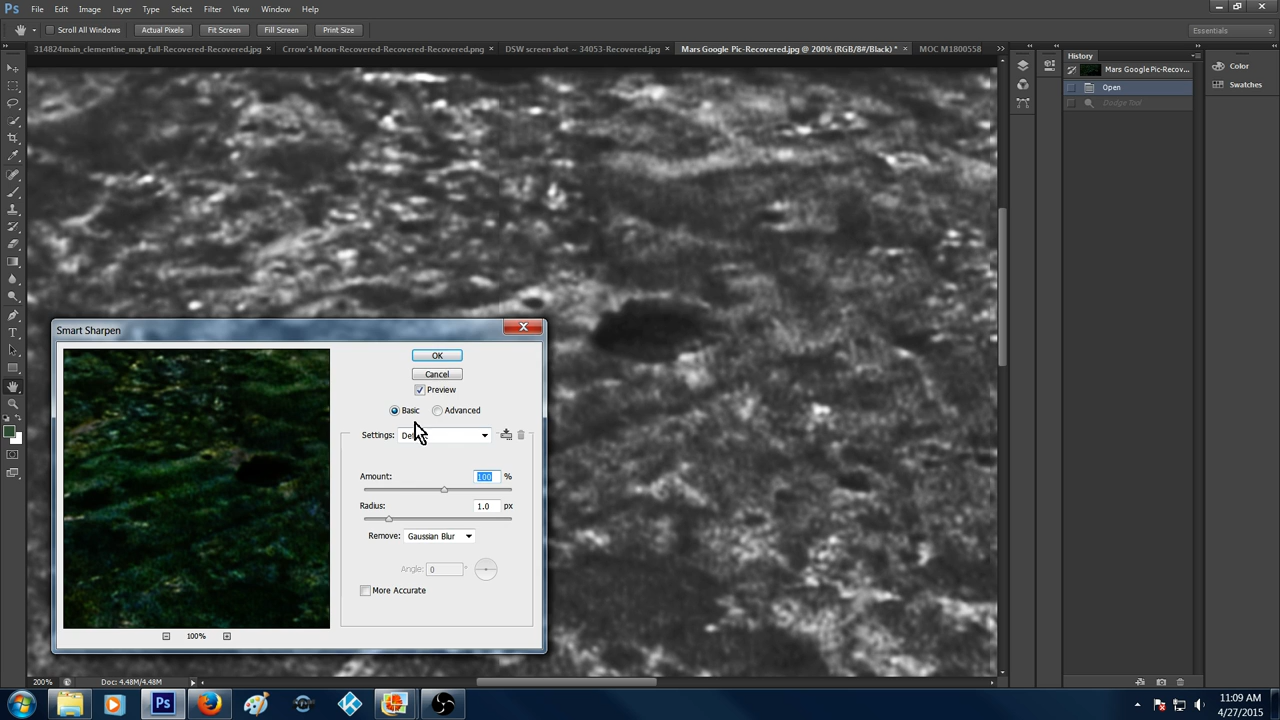 Ps File Edit Image Layer Type Select Filter View Window Help
Scroll All Windows Actual Pixels Fit Screen Fill Screen Print Size Essentials
314824main_clementine_map_full-Recovered-Recovered.jpg × Crrow's Moon-Recovered-Recovered-Recovered.png × DSW screen shot -- 34053-Recovered.jpg × Mars Google Pic-Recovered.jpg @ 200% (RGB/8#/Black) * × MOC M1800558 >>
History
Mars Google Pic-Recov...
Open
Dodge Tool
Color
Swatches
Smart Sharpen
OK
Cancel
Preview
Basic Advanced
Settings:
Amount: 100 %
Radius: 1.0 px
Remove: Gaussian Blur
Angle: 0 °
More Accurate
100%
200% Doc: 4.48M/4.48M
Ps
11:09 AM
4/27/2015